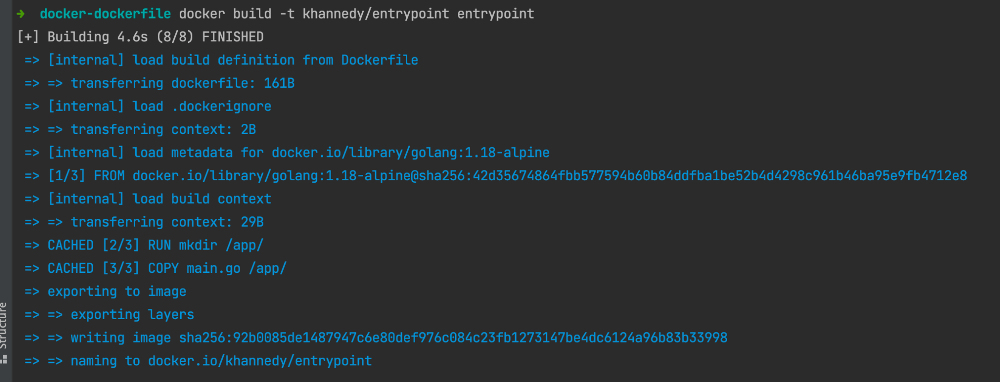 → docker-dockerfile docker build -t khannedy/entrypoint entrypoint
[+] Building 4.6s (8/8) FINISHED
=> [internal] load build definition from Dockerfile
=> => transferring dockerfile: 161B
=> [internal] load .dockerignore
=> => transferring context: 2B
=> [internal] load metadata for docker.io/library/golang:1.18-alpine
=> [1/3] FROM docker.io/library/golang:1.18-alpine@sha256:42d35674864fbb577594b60b84ddfba1be52b4d4298c961b46ba95e9fb4712e8
=> [internal] load build context
=> => transferring context: 29B
=> CACHED [2/3] RUN mkdir /app/
=> CACHED [3/3] COPY main.go /app/
=> exporting to image
=> => exporting layers
=> => writing image sha256:92b0085de1487947c6e80def976c084c23fb1273147be4dc6124a96b83b33998
=> => naming to docker.io/khannedy/entrypoint
Structure